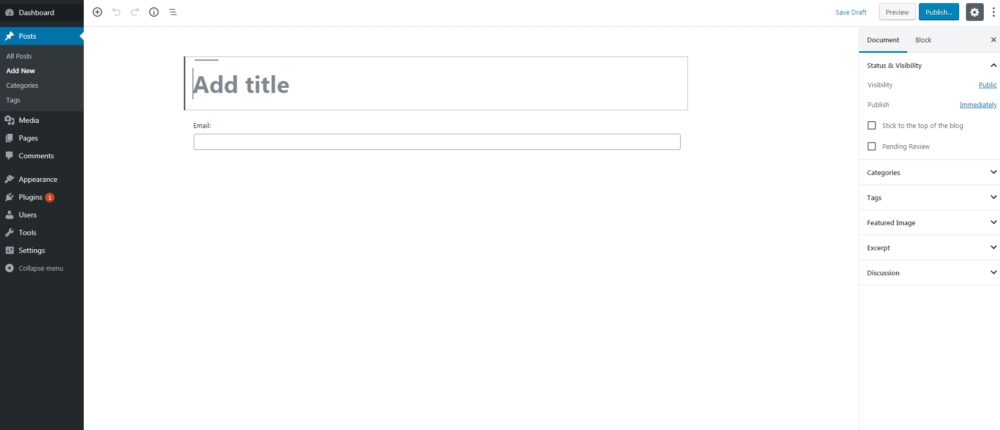 Dashboard
Posts
All Posts
Add New
Categories
Tags
Media
Pages
Comments
Appearance
Plugins 1
Users
Tools
Settings
Collapse menu
Save Draft Preview Publish...
Add title
Email:
Document Block
Status & Visibility
Visibility Public
Publish Immediately
Stick to the top of the blog
Pending Review
Categories
Tags
Featured Image
Excerpt
Discussion